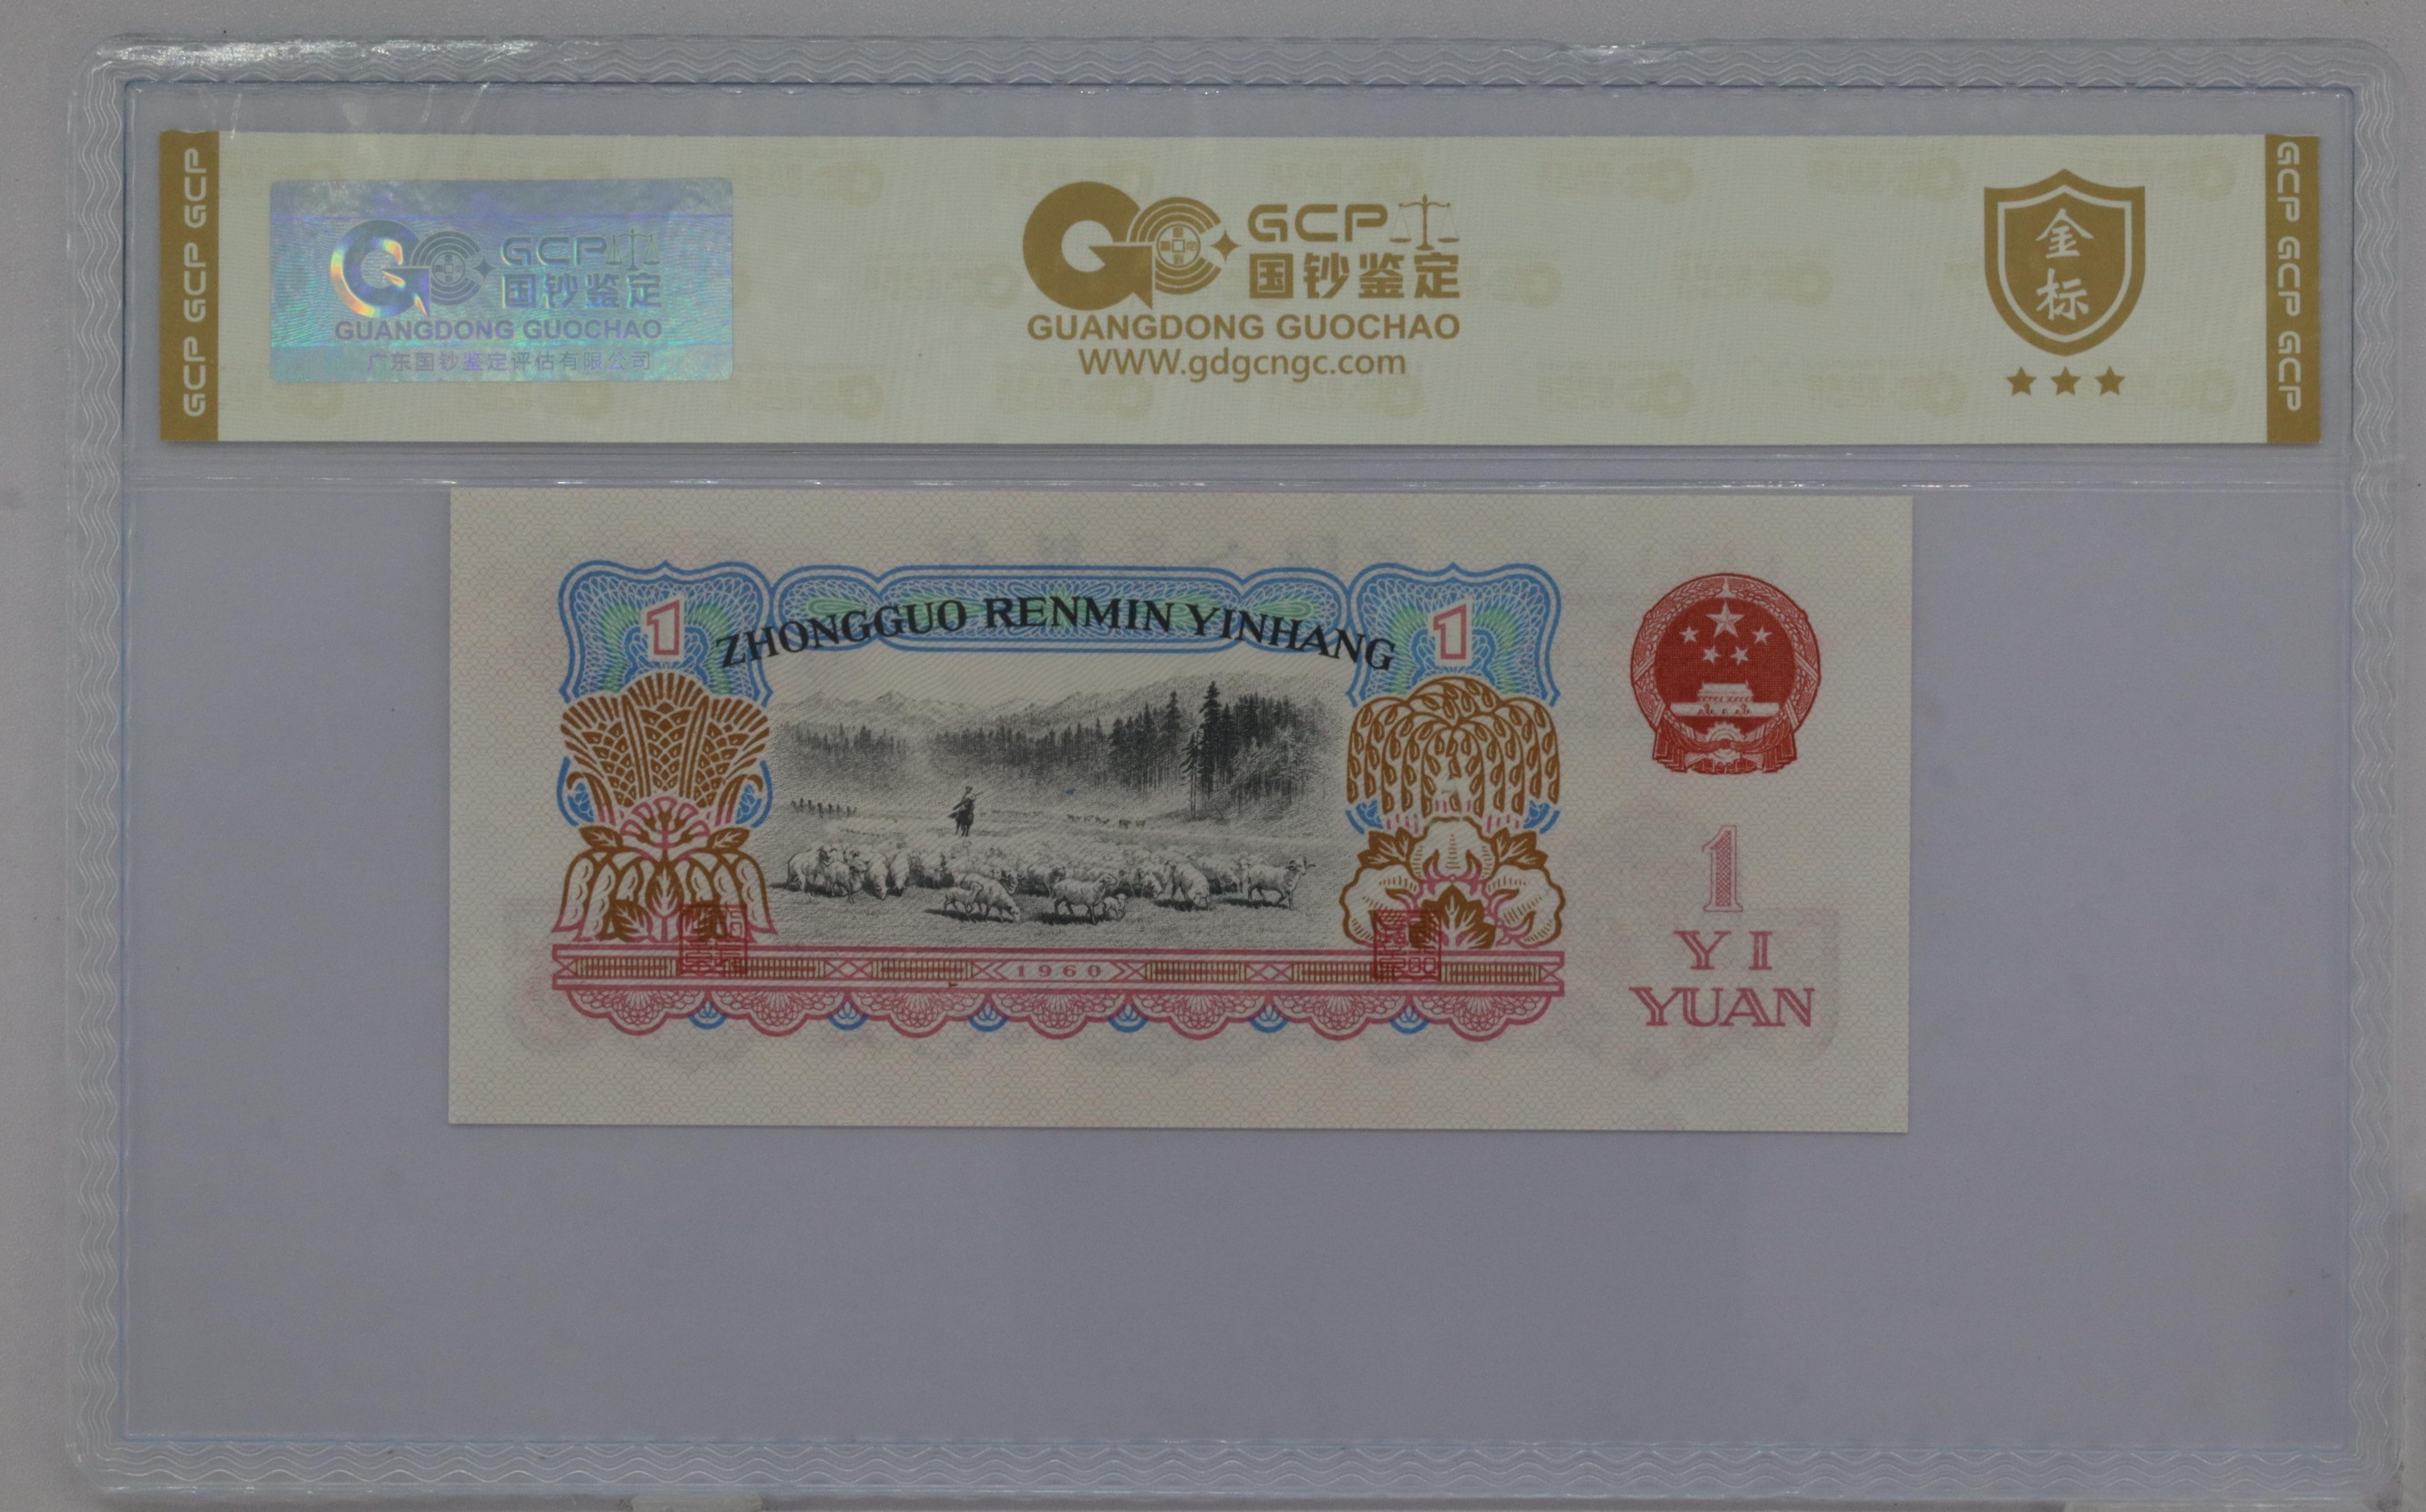 GCP GCP GCP
GCP
国钞鉴定
GUANGDONG GUOCHAO
广东国钞鉴定评估有限公司
GCP
国钞鉴定
GUANGDONG GUOCHAO
WWW.gdgcngc.com
金
标
GCP GCP GCP
1
ZHONGGUO RENMIN YINHANG
1
1960
1
YI
YUAN